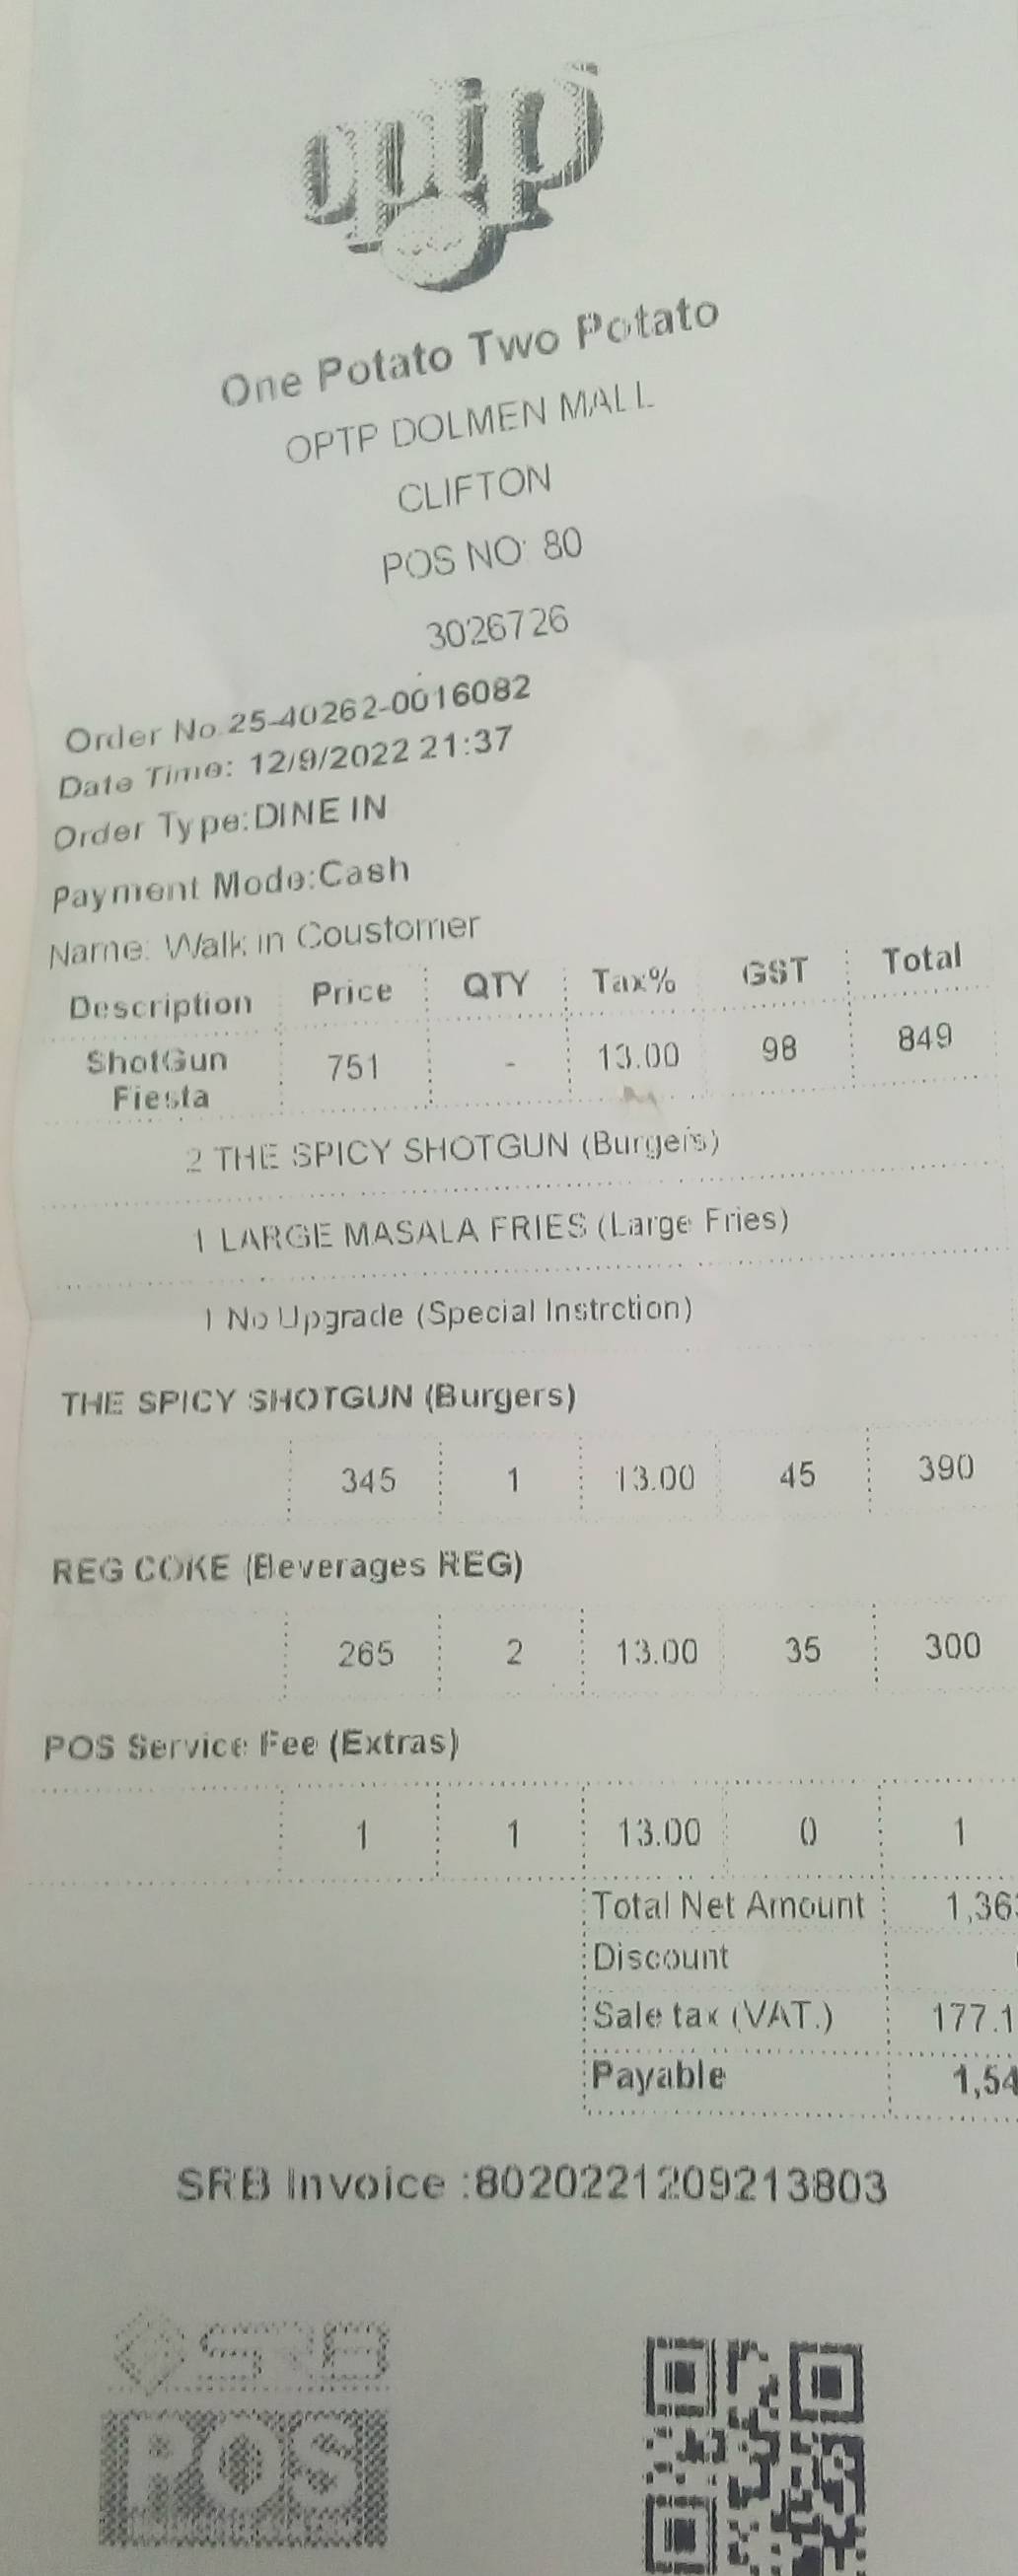 optp
One Potato Two Potato
OPTP DOLMEN MALL
CLIFTON
POS NO: 80
3026726
Order No.25-40262-0016082
Date Time: 12/9/2022 21:37
Order Type:DINE IN
Payment Mode:Cash
Name: Walk in Coustomer
Description Price QTY Tax% GST Total
ShotGun Fiesta 751 - 13.00 98 849
2 THE SPICY SHOTGUN (Burgers)
1 LARGE MASALA FRIES (Large Fries)
1 No Upgrade (Special Instrction)
THE SPICY SHOTGUN (Burgers)
345 1 13.00 45 390
REG COKE (Beverages REG)
265 2 13.00 35 300
POS Service Fee (Extras)
1 1 13.00 0 1
Total Net Amount 1,36
Discount
Sale tax (VAT.) 177.1
Payable 1,54
SRB Invoice :8020221209213803
SRB
POS